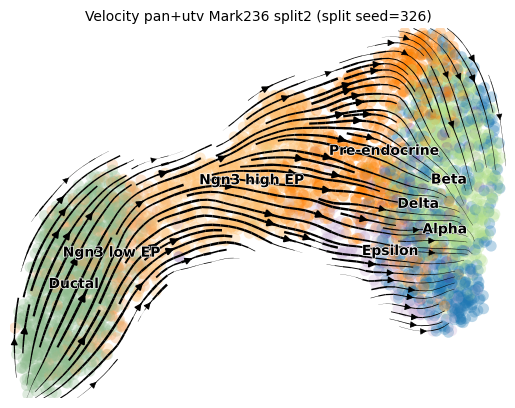 Velocity pan+utv Mark236 split2 (split seed=326)
Pre-endocrine
Ngn3 high EP
Beta
Delta
Alpha
Ngn3 low EP
Epsilon
Ductal